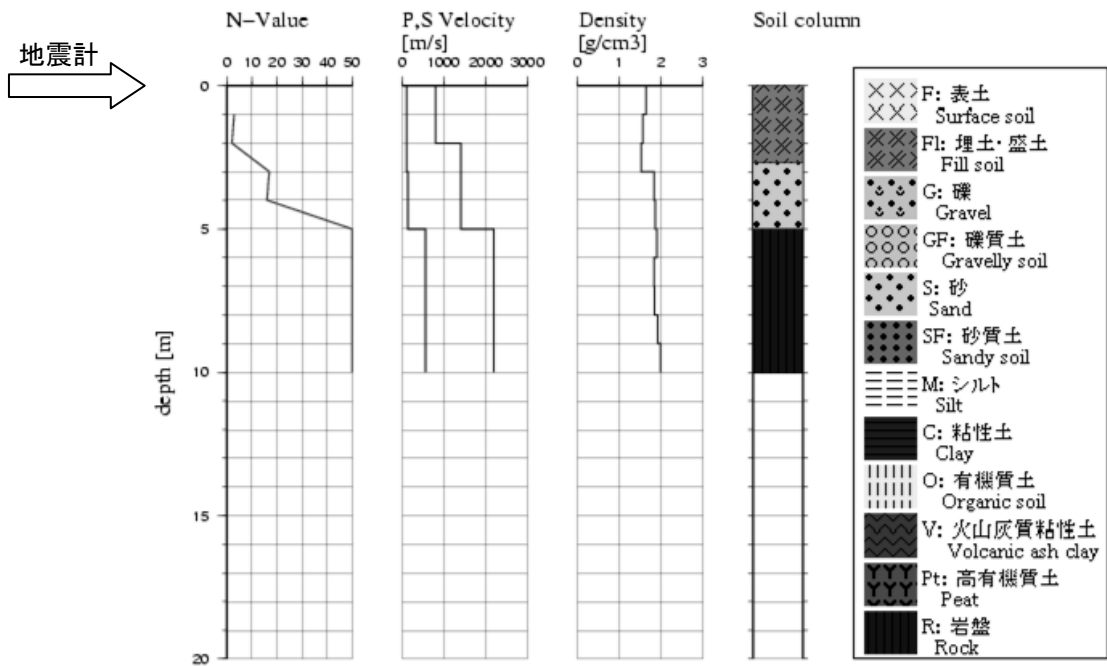 N-Value
P,S Velocity
[m/s]
Density
[g/cm3]
Soil column
地震計
0 10 20 30 40 50
0 1000 2000 3000
0 1 2 3
0
5
10
15
20
depth [m]
F: 表土
Surface soil
Fl: 埋土・盛土
Fill soil
G: 礫
Gravel
GF: 礫質土
Gravelly soil
S: 砂
Sand
SF: 砂質土
Sandy soil
M: シルト
Silt
C: 粘性土
Clay
O: 有機質土
Organic soil
V: 火山灰質粘性土
Volcanic ash clay
Pt: 高有機質土
Peat
R: 岩盤
Rock